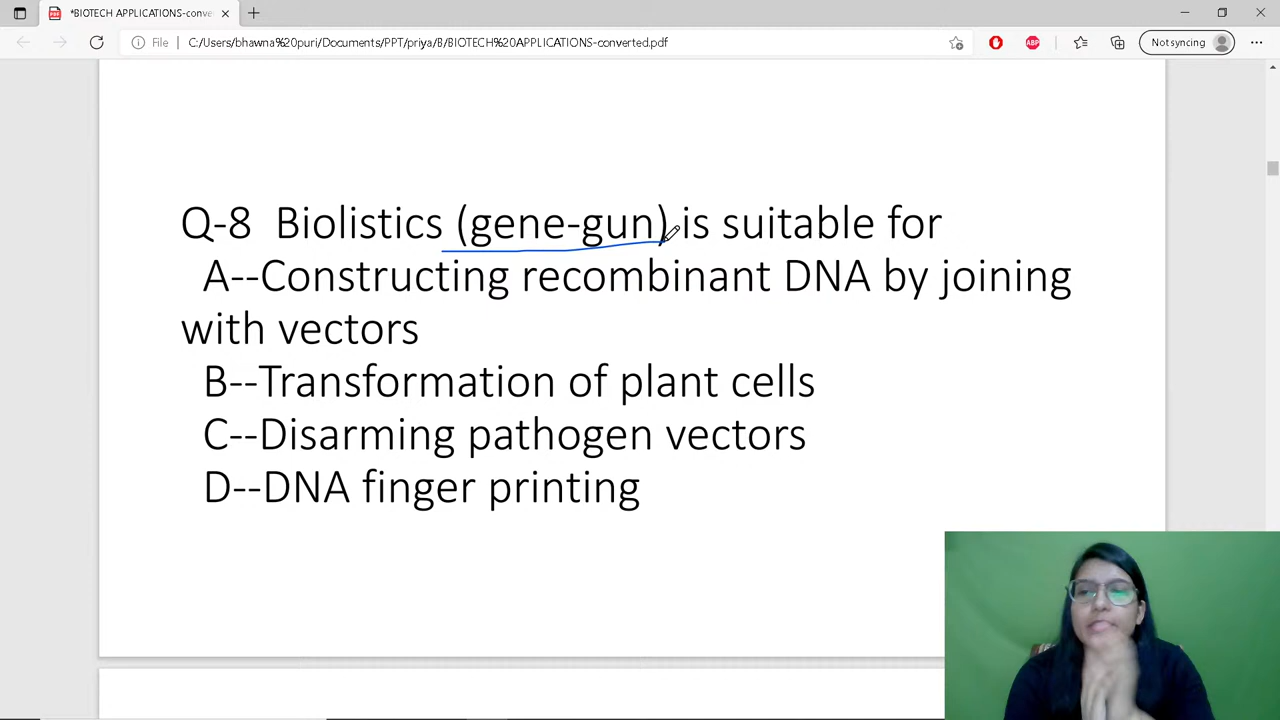 *BIOTECH APPLICATIONS-conve
File
C:/Users/bhawna%20puri/Documents/PPT/priya/B/BIOTECH%20APPLICATIONS-converted.pdf
ABP
Not syncing
Q-8 Biolistics (gene-gun) is suitable for
A--Constructing recombinant DNA by joining
with vectors
B--Transformation of plant cells
C--Disarming pathogen vectors
D--DNA finger printing